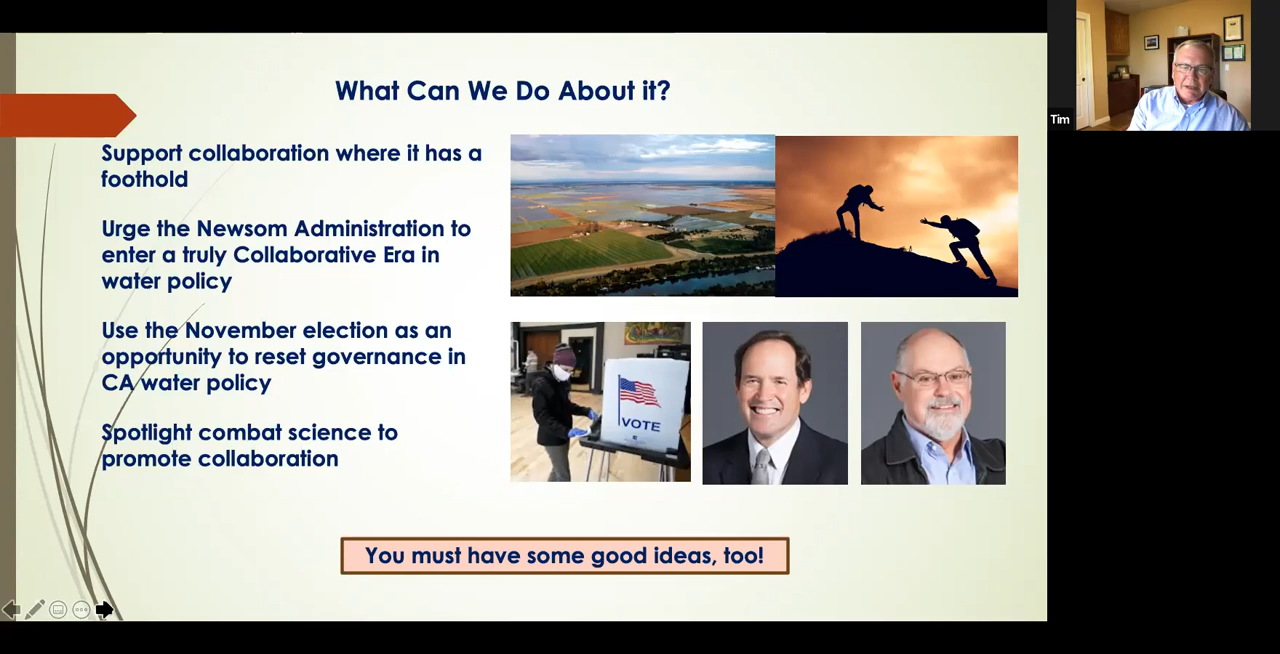 What Can We Do About it?
Support collaboration where it has a
foothold
Urge the Newsom Administration to
enter a truly Collaborative Era in
water policy
Use the November election as an
opportunity to reset governance in
CA water policy
Spotlight combat science to
promote collaboration
VOTE
You must have some good ideas, too!
Tim